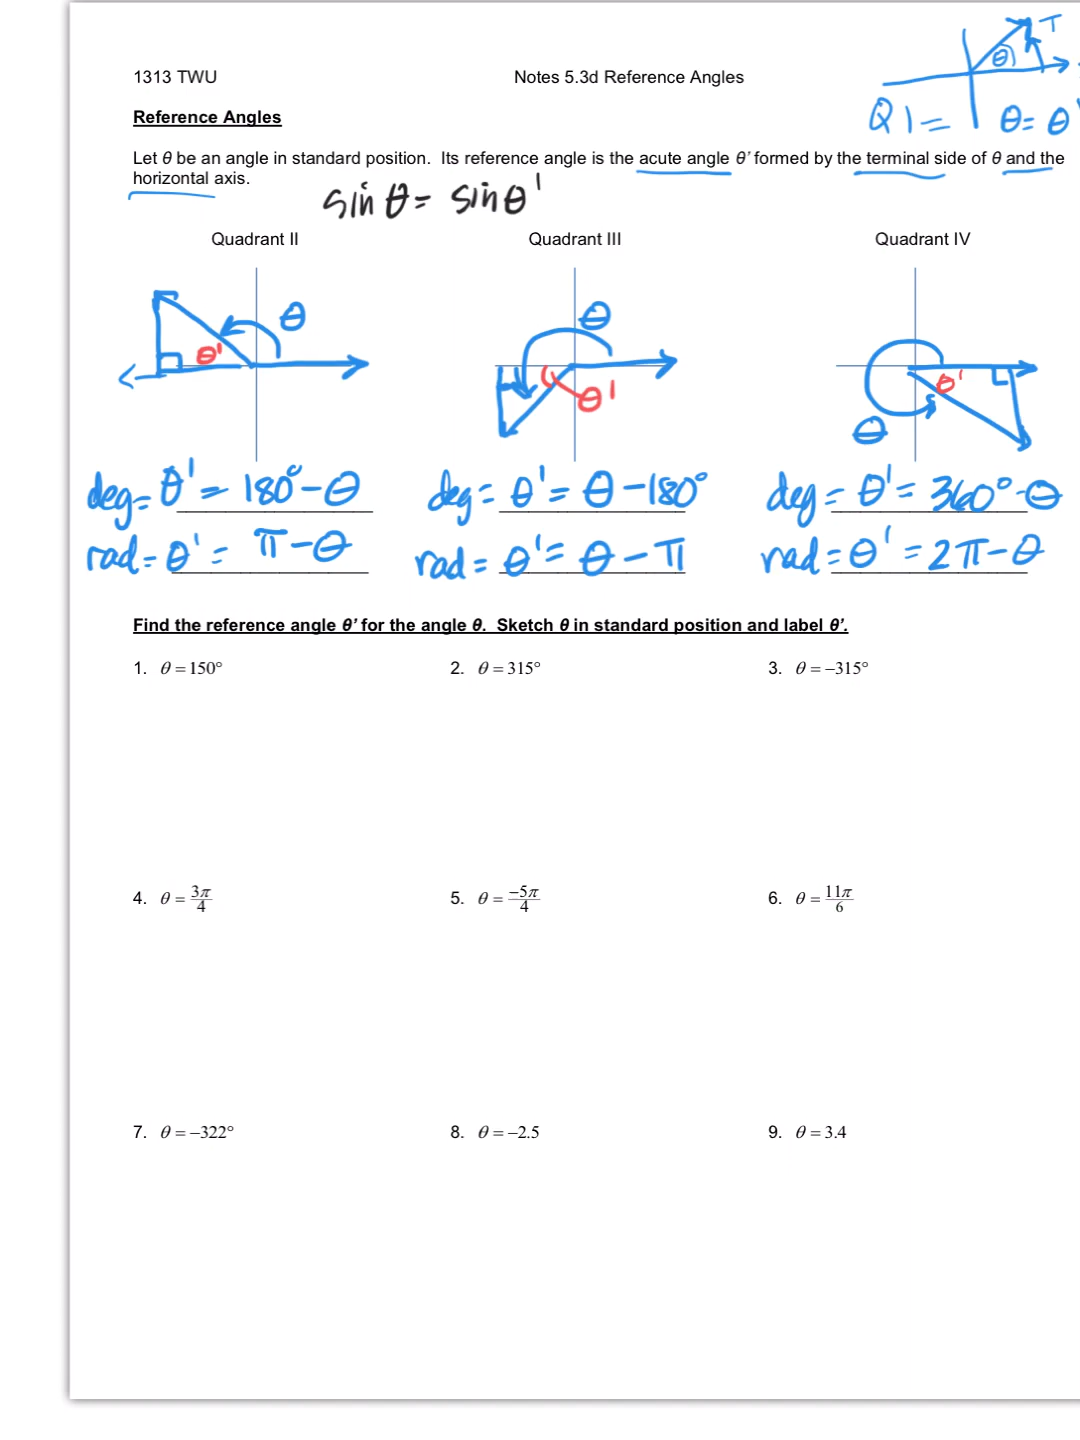 T
θ
1313 TWU Notes 5.3d Reference Angles
Q1= θ=θ'
Reference Angles
Let θ be an angle in standard position. Its reference angle is the acute angle θ' formed by the terminal side of θ and the
horizontal axis.
sin θ = sin θ'
Quadrant II Quadrant III Quadrant IV
θ θ
θ' θ' θ'
θ
deg = θ' = 180° - θ deg = θ' = θ - 180° deg = θ' = 360° - θ
rad = θ' = π - θ rad = θ' = θ - π rad = θ' = 2π - θ
Find the reference angle θ' for the angle θ. Sketch θ in standard position and label θ'.
1. θ = 150° 2. θ = 315° 3. θ = -315°
4. θ = 3π/4 5. θ = -5π/4 6. θ = 11π/6
7. θ = -322° 8. θ = -2.5 9. θ = 3.4